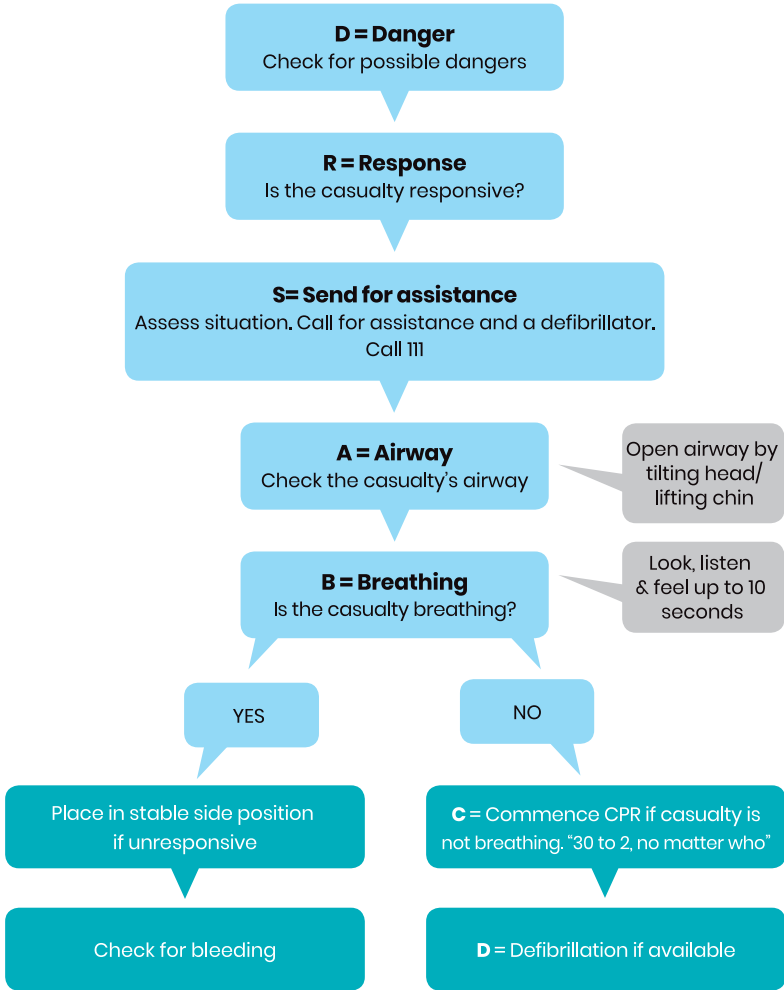 D = Danger
Check for possible dangers
R = Response
Is the casualty responsive?
S= Send for assistance
Assess situation. Call for assistance and a defibrillator.
Call 111
A = Airway
Check the casualty's airway
Open airway by
tilting head/
lifting chin
B = Breathing
Is the casualty breathing?
Look, listen
& feel up to 10
seconds
YES
NO
Place in stable side position
if unresponsive
C = Commence CPR if casualty is
not breathing. “30 to 2, no matter who”
Check for bleeding
D = Defibrillation if available